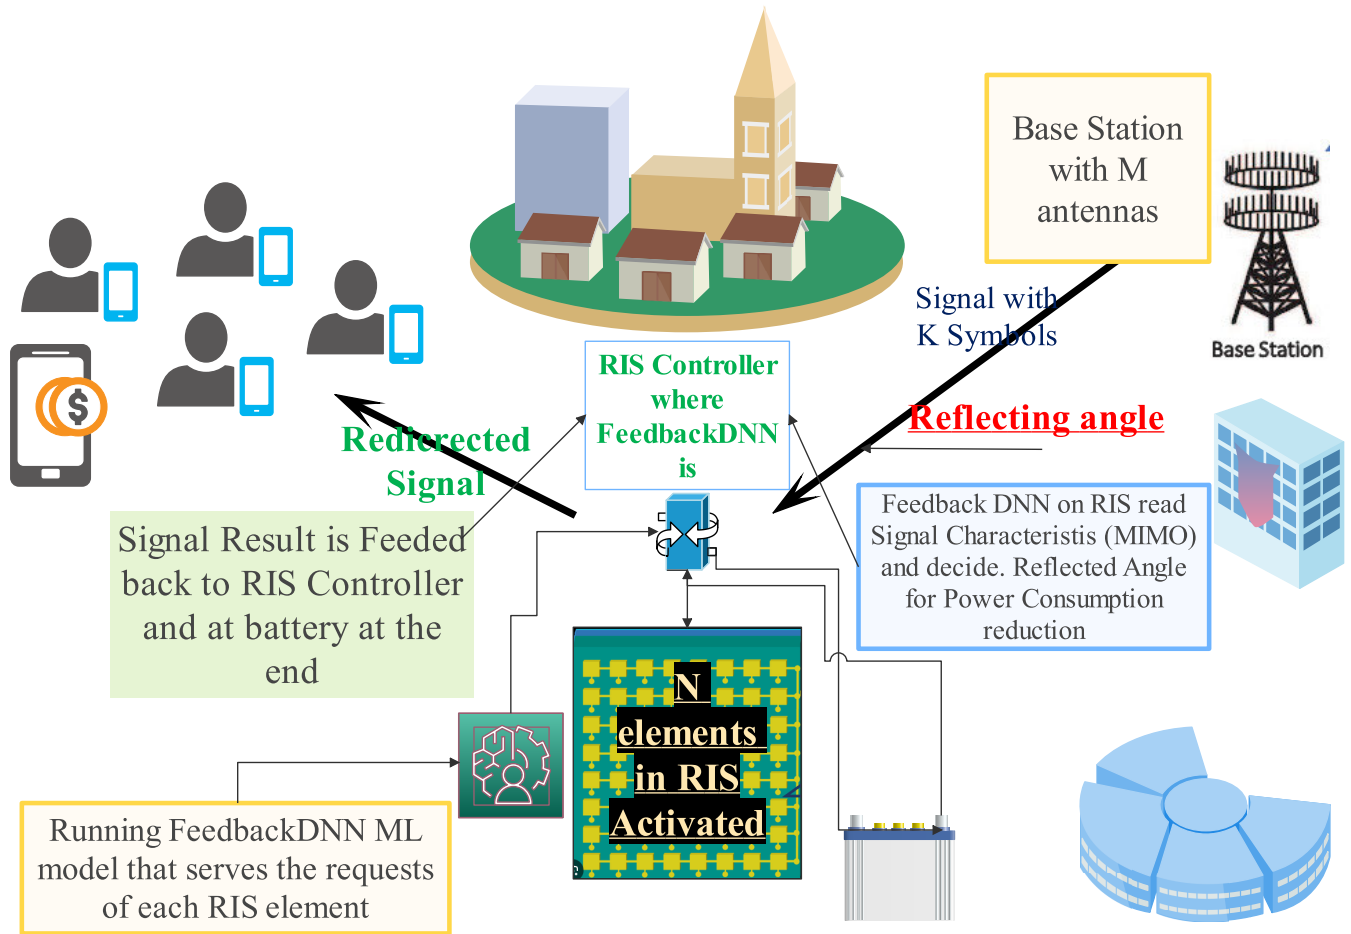 Base Station
with M
antennas
Base Station
Signal with
K Symbols
RIS Controller
where
FeedbackDNN
is
Reflecting angle
Redicrected
Signal
$
Signal Result is Feeded
back to RIS Controller
and at battery at the
end
Feedback DNN on RIS read
Signal Characteristis (MIMO)
and decide. Reflected Angle
for Power Consumption
reduction
N
elements
in RIS
Activated
Running FeedbackDNN ML
model that serves the requests
of each RIS element